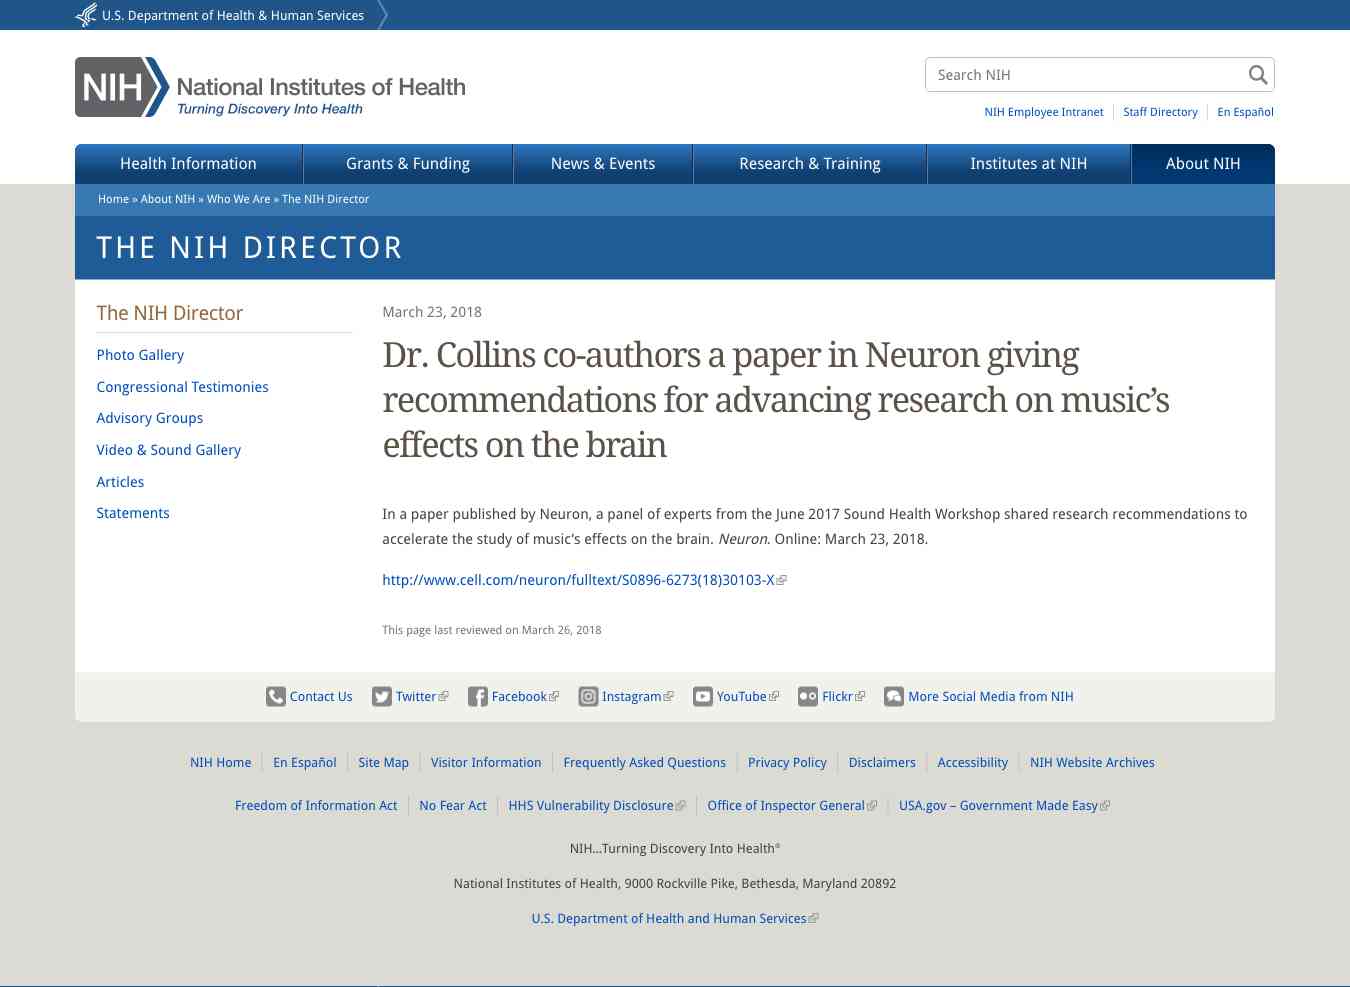 U.S. Department of Health & Human Services
NIH National Institutes of Health
Turning Discovery Into Health
Search NIH
NIH Employee Intranet Staff Directory En Español
Health Information Grants & Funding News & Events Research & Training Institutes at NIH About NIH
Home » About NIH » Who We Are » The NIH Director
THE NIH DIRECTOR
The NIH Director
Photo Gallery
Congressional Testimonies
Advisory Groups
Video & Sound Gallery
Articles
Statements
March 23, 2018
Dr. Collins co-authors a paper in Neuron giving
recommendations for advancing research on music’s
effects on the brain
In a paper published by Neuron, a panel of experts from the June 2017 Sound Health Workshop shared research recommendations to
accelerate the study of music’s effects on the brain. Neuron. Online: March 23, 2018.
http://www.cell.com/neuron/fulltext/S0896-6273(18)30103-X
This page last reviewed on March 26, 2018
Contact Us Twitter Facebook Instagram YouTube Flickr More Social Media from NIH
NIH Home En Español Site Map Visitor Information Frequently Asked Questions Privacy Policy Disclaimers Accessibility NIH Website Archives
Freedom of Information Act No Fear Act HHS Vulnerability Disclosure Office of Inspector General USA.gov – Government Made Easy
NIH...Turning Discovery Into Health®
National Institutes of Health, 9000 Rockville Pike, Bethesda, Maryland 20892
U.S. Department of Health and Human Services